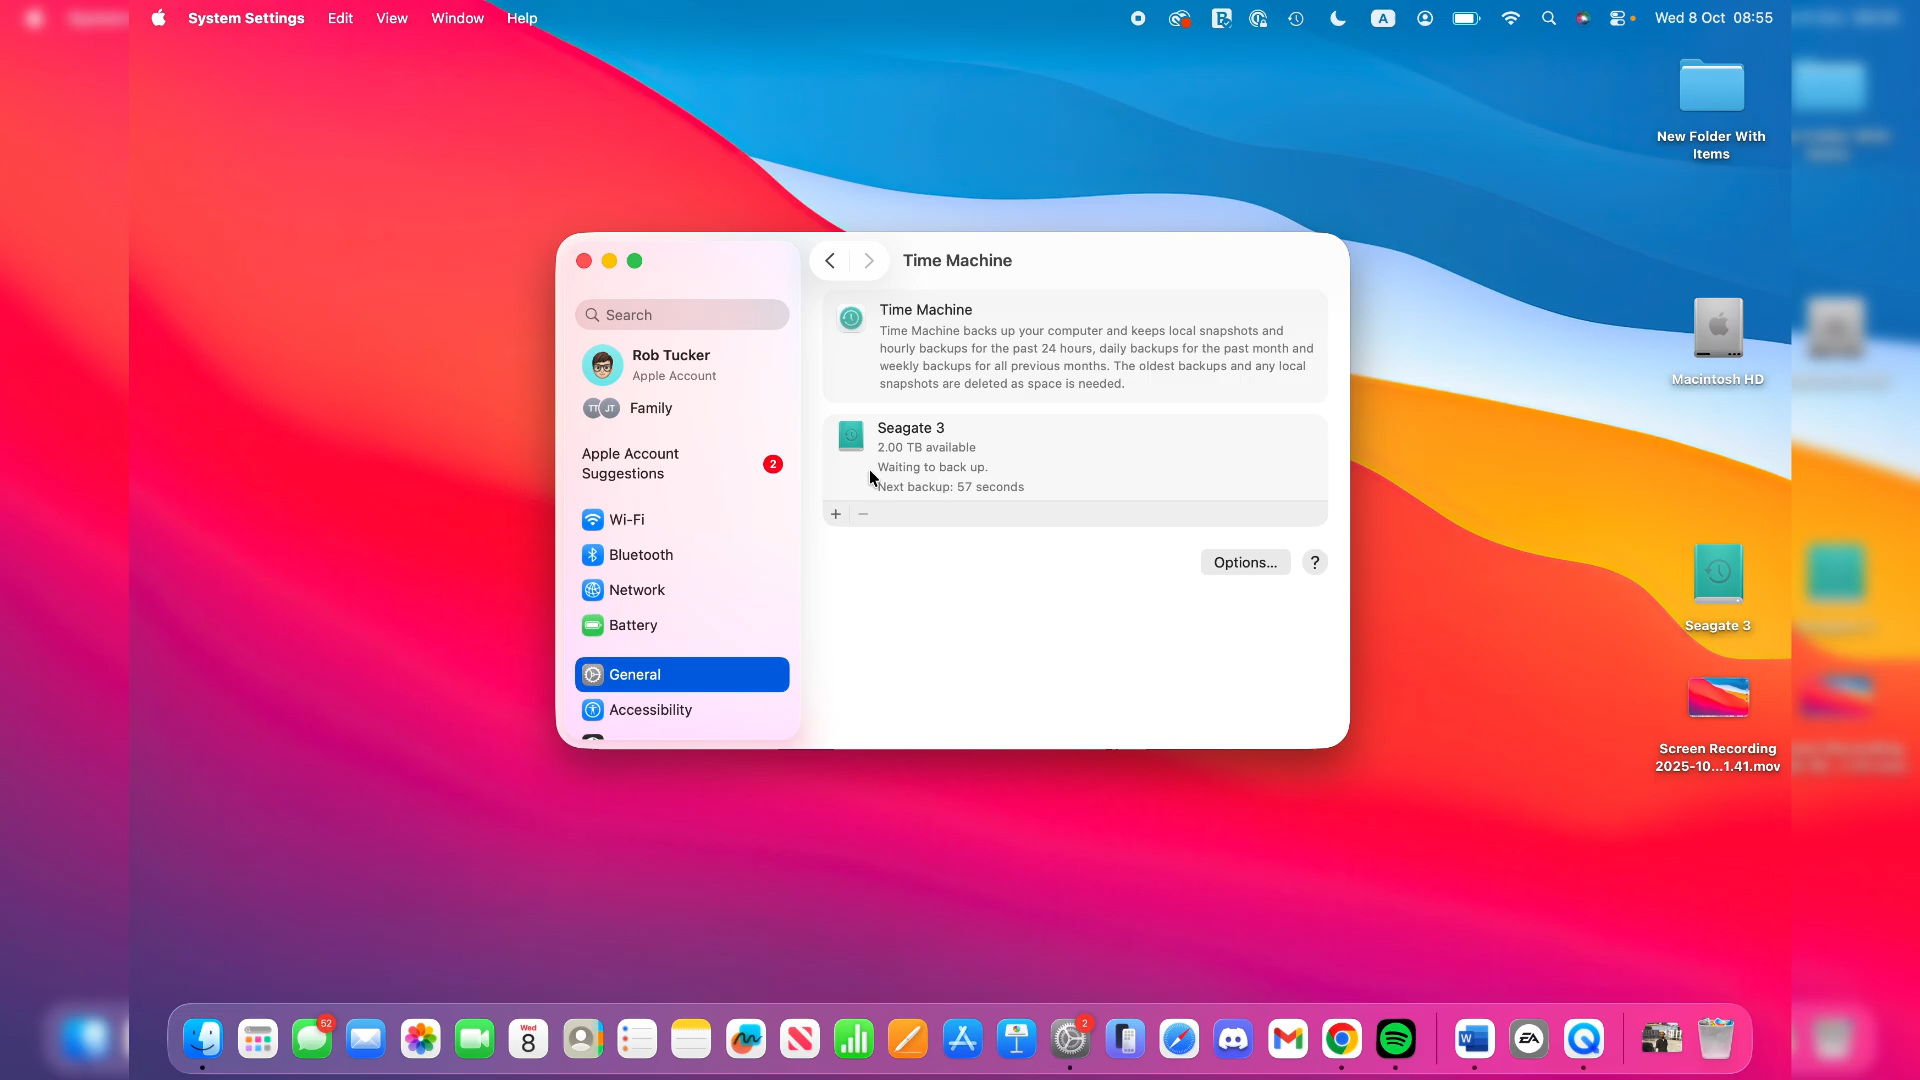 System Settings Edit View Window Help
A
Wed 8 Oct 08:55
New Folder With
Items
Macintosh HD
Seagate 3
Screen Recording
2025-10...1.41.mov
Search
Rob Tucker
Apple Account
TT JT Family
Apple Account
Suggestions
2
Wi-Fi
Bluetooth
Network
Battery
General
Accessibility
Time Machine
Time Machine
Time Machine backs up your computer and keeps local snapshots and
hourly backups for the past 24 hours, daily backups for the past month and
weekly backups for all previous months. The oldest backups and any local
snapshots are deleted as space is needed.
Seagate 3
2.00 TB available
Waiting to back up.
Next backup: 57 seconds
+ −
Options... ?
52
Wed
8
2
W
EA